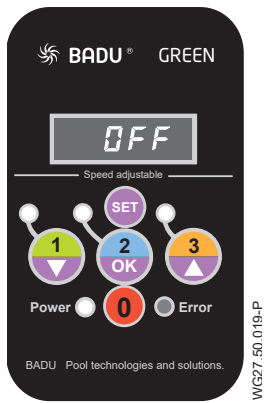 BADU® GREEN
OFF
Speed adjustable
SET
1
2
OK
3
Power
0
Error
BADU Pool technologies and solutions.
WG27.50.019-P